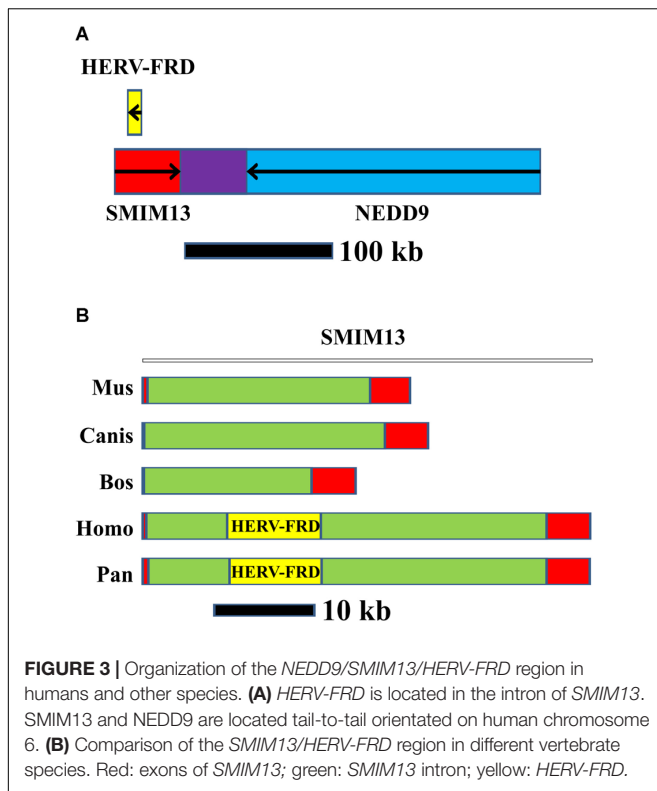 A
HERV-FRD
SMIM13 NEDD9
100 kb
B
SMIM13
Mus
Canis
Bos
Homo HERV-FRD
Pan HERV-FRD
10 kb
FIGURE 3 | Organization of the NEDD9/SMIM13/HERV-FRD region in
humans and other species. (A) HERV-FRD is located in the intron of SMIM13.
SMIM13 and NEDD9 are located tail-to-tail orientated on human chromosome
6. (B) Comparison of the SMIM13/HERV-FRD region in different vertebrate
species. Red: exons of SMIM13; green: SMIM13 intron; yellow: HERV-FRD.